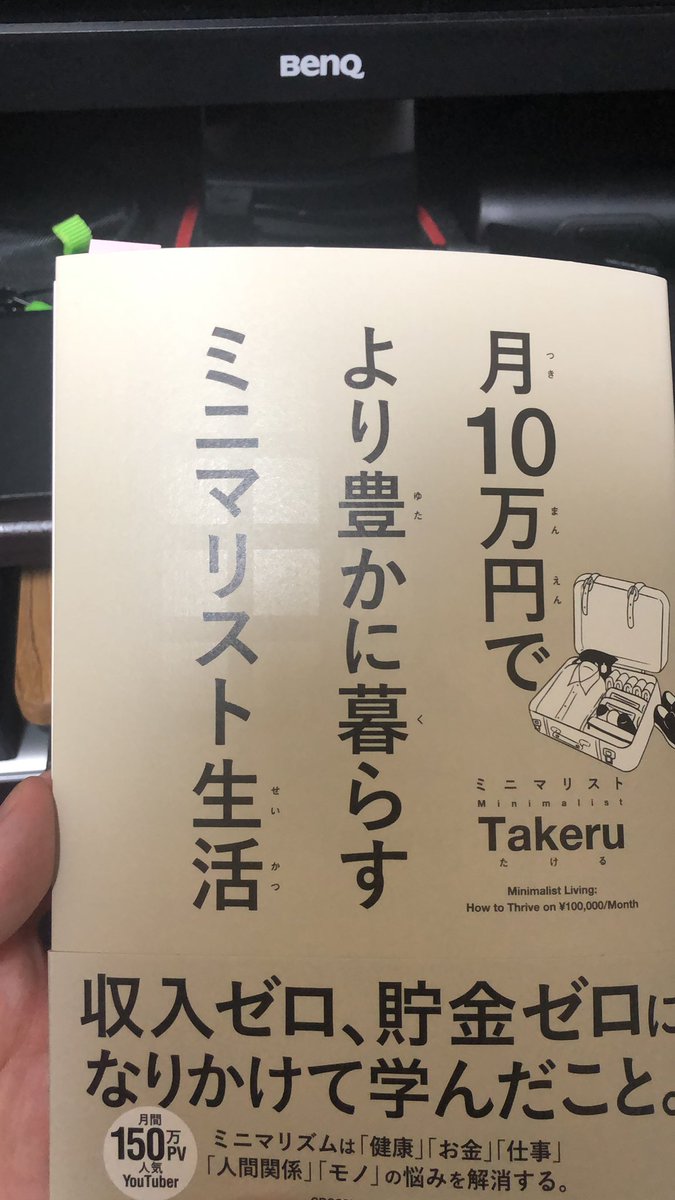 BenQ
月10万円で
つき
まん
えん
より豊かに暮らす
ゆた
く
ミニマリスト生活
せい
かつ
ミニマリスト
Minimalist
Takeru
たける
Minimalist Living:
How to Thrive on ¥100,000/Month
収入ゼロ、貯金ゼロに
なりかけて学んだこと。
月間
150万PV
人気
YouTuber
ミニマリズムは「健康」「お金」「仕事」
「人間関係」「モノ」の悩みを解消する。